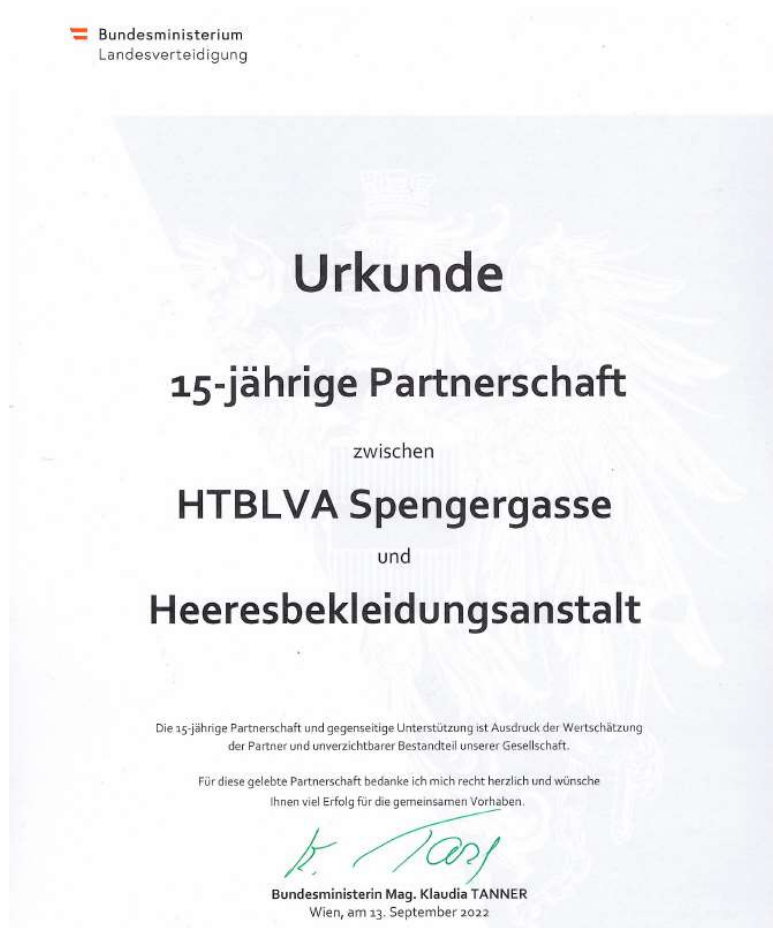 Bundesministerium
Landesverteidigung
Urkunde
15-jährige Partnerschaft
zwischen
HTBLVA Spengergasse
und
Heeresbekleidungsanstalt
Die 15-jährige Partnerschaft und gegenseitige Unterstützung ist Ausdruck der Wertschätzung
der Partner und unverzichtbarer Bestandteil unserer Gesellschaft.
Für diese gelebte Partnerschaft bedanke ich mich recht herzlich und wünsche
Ihnen viel Erfolg für die gemeinsamen Vorhaben.
Bundesministerin Mag. Klaudia TANNER
Wien, am 13. September 2022